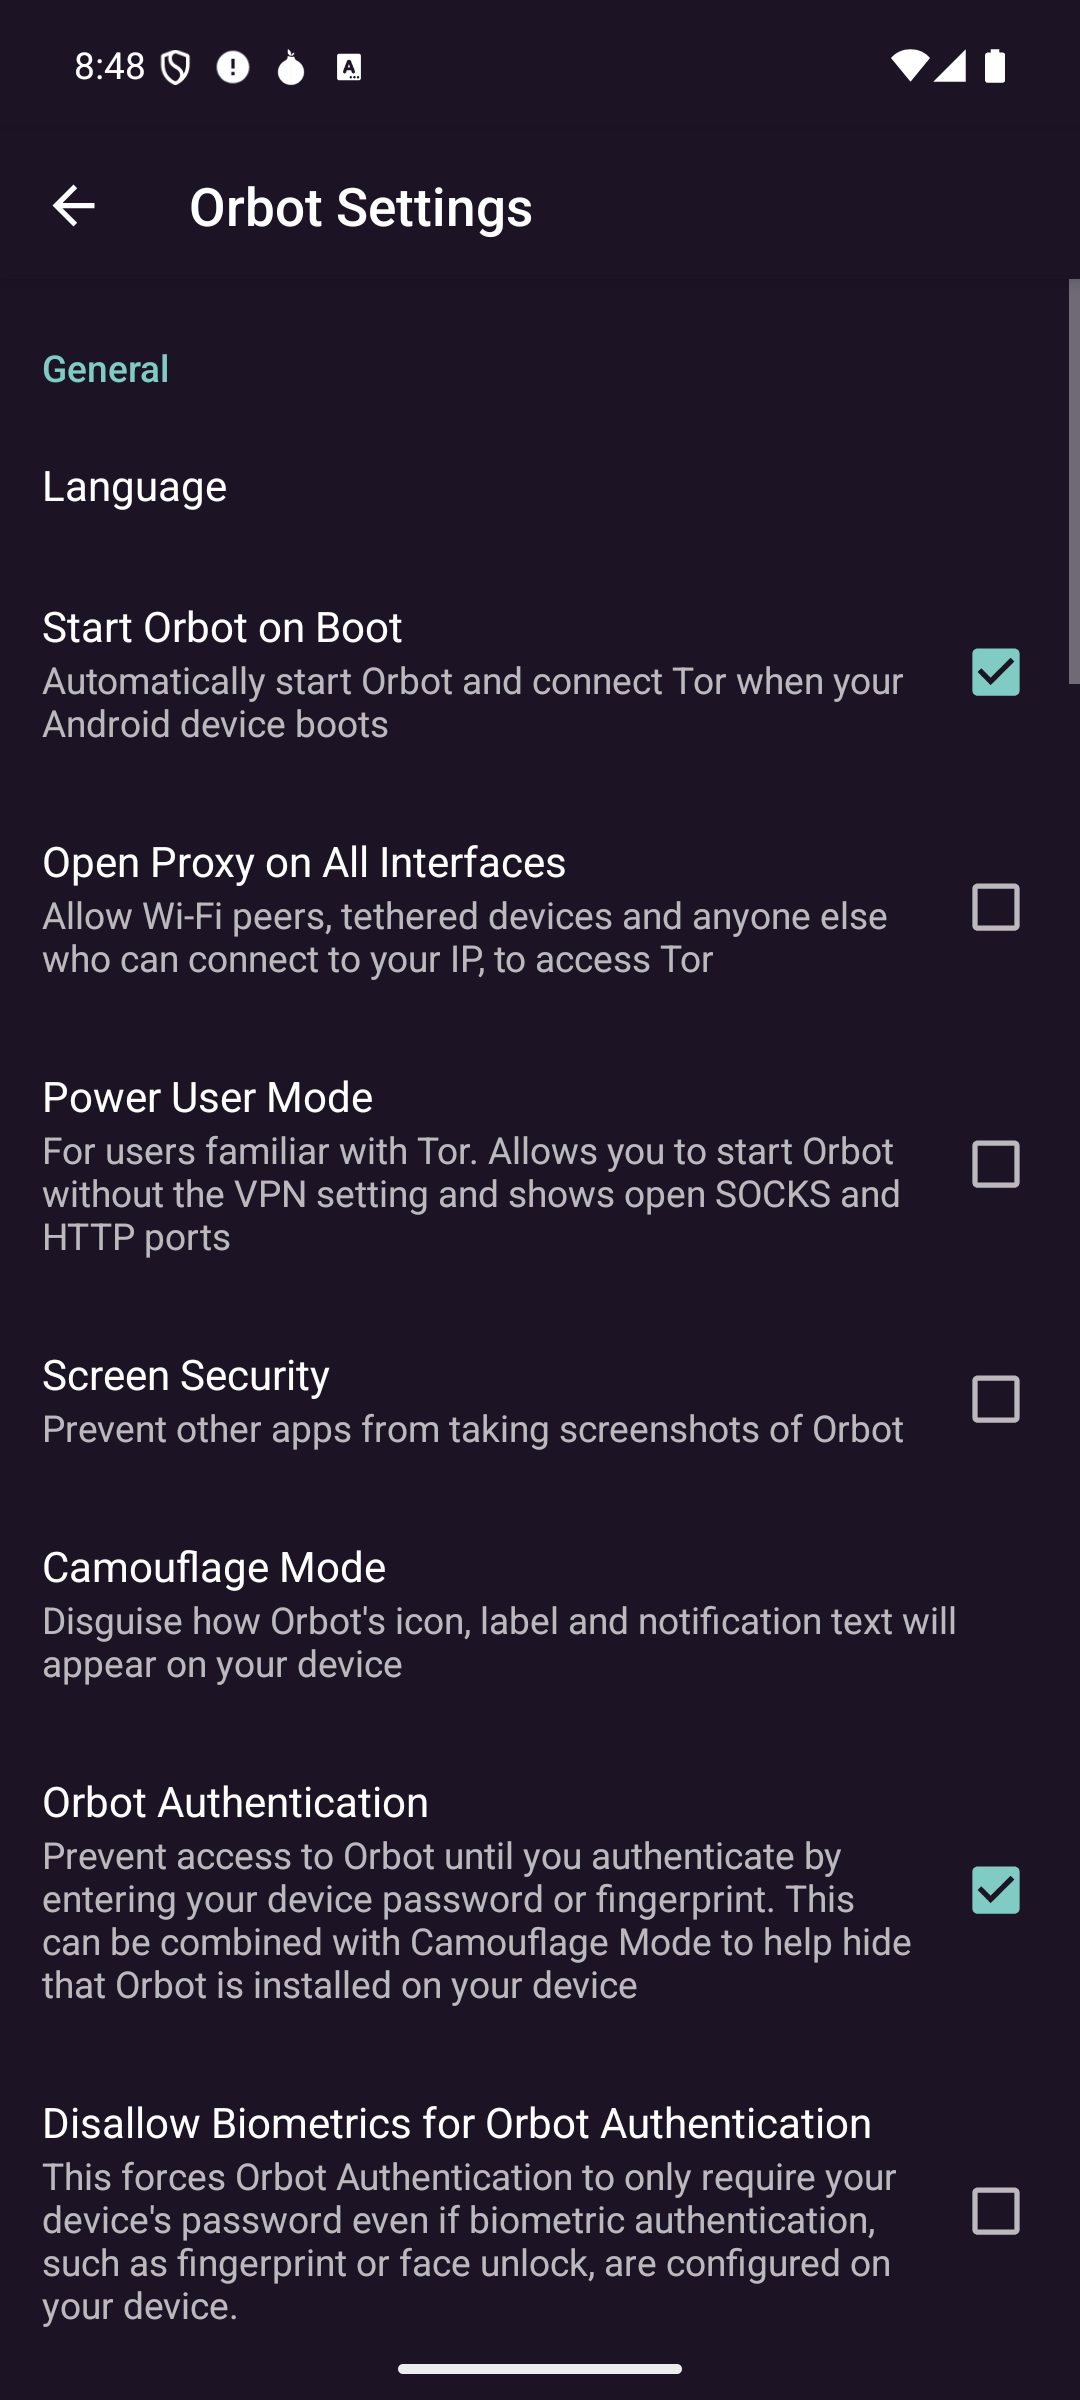 8:48
Orbot Settings
General
Language
Start Orbot on Boot
Automatically start Orbot and connect Tor when your
Android device boots
Open Proxy on All Interfaces
Allow Wi-Fi peers, tethered devices and anyone else
who can connect to your IP, to access Tor
Power User Mode
For users familiar with Tor. Allows you to start Orbot
without the VPN setting and shows open SOCKS and
HTTP ports
Screen Security
Prevent other apps from taking screenshots of Orbot
Camouflage Mode
Disguise how Orbot's icon, label and notification text will
appear on your device
Orbot Authentication
Prevent access to Orbot until you authenticate by
entering your device password or fingerprint. This
can be combined with Camouflage Mode to help hide
that Orbot is installed on your device
Disallow Biometrics for Orbot Authentication
This forces Orbot Authentication to only require your
device's password even if biometric authentication,
such as fingerprint or face unlock, are configured on
your device.